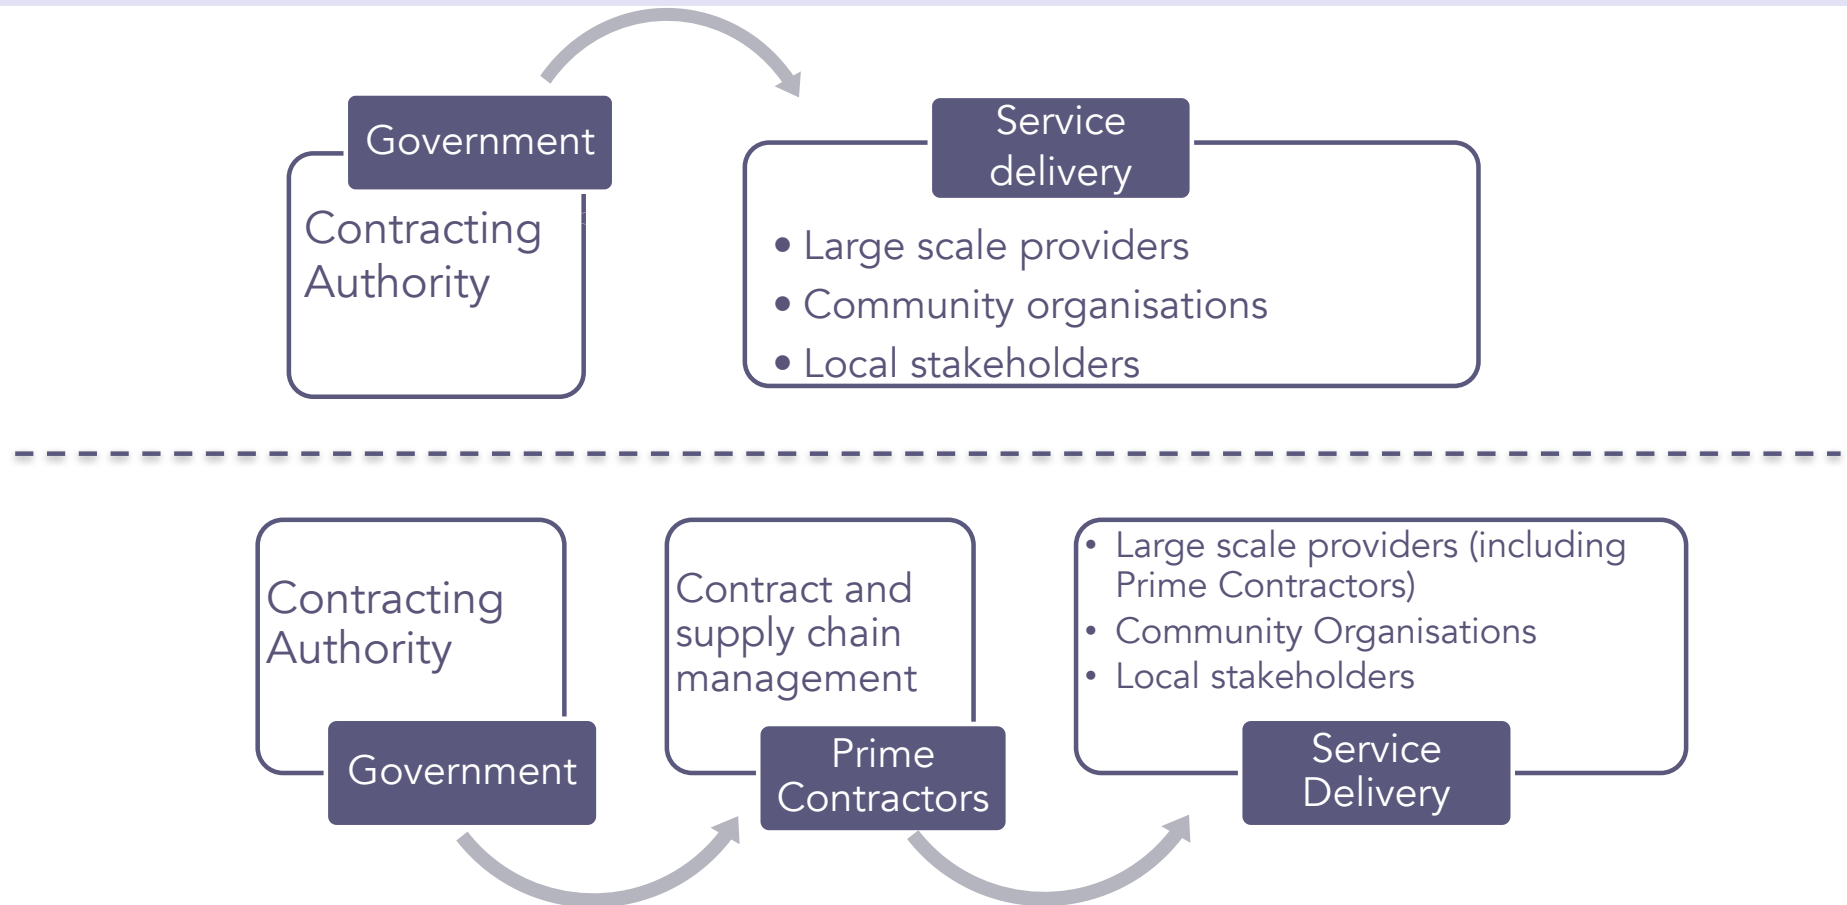 Government
Contracting
Authority
Service
delivery
• Large scale providers
• Community organisations
• Local stakeholders
Contracting
Authority
Government
Contract and
supply chain
management
Prime
Contractors
• Large scale providers (including
Prime Contractors)
• Community Organisations
• Local stakeholders
Service
Delivery